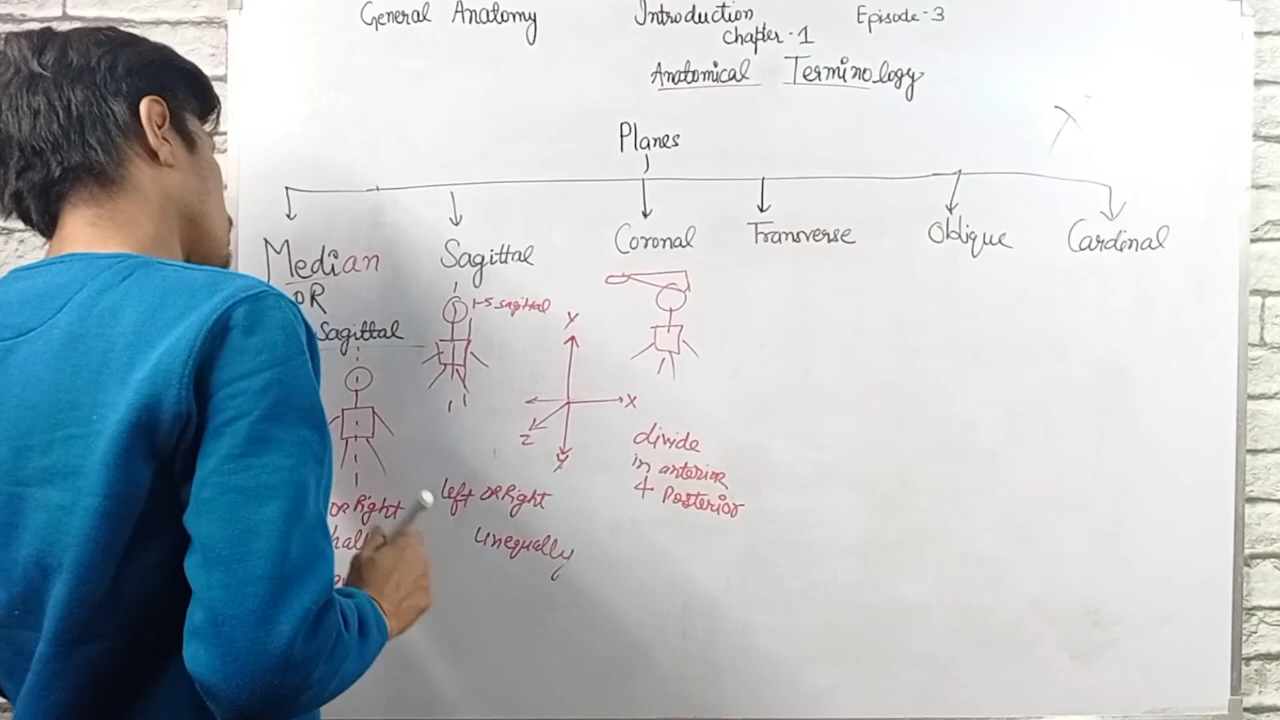 General Anatomy
Introduction
Chapter-1
Episode-3
Anatomical Terminology
Planes
Median
OR
Sagittal
Sagittal
Coronal
Transverse
Oblique
Cardinal
sagittal
Y
X
Z
Y
OR Right
left OR Right
Unequally
divide
in anterior
+ Posterior